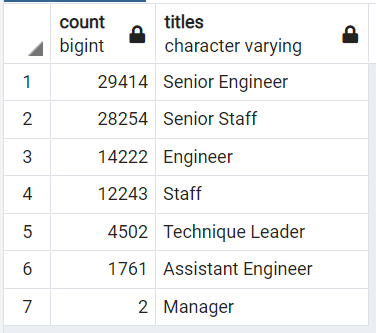 count titles
bigint character varying
1 29414 Senior Engineer
2 28254 Senior Staff
3 14222 Engineer
4 12243 Staff
5 4502 Technique Leader
6 1761 Assistant Engineer
7 2 Manager